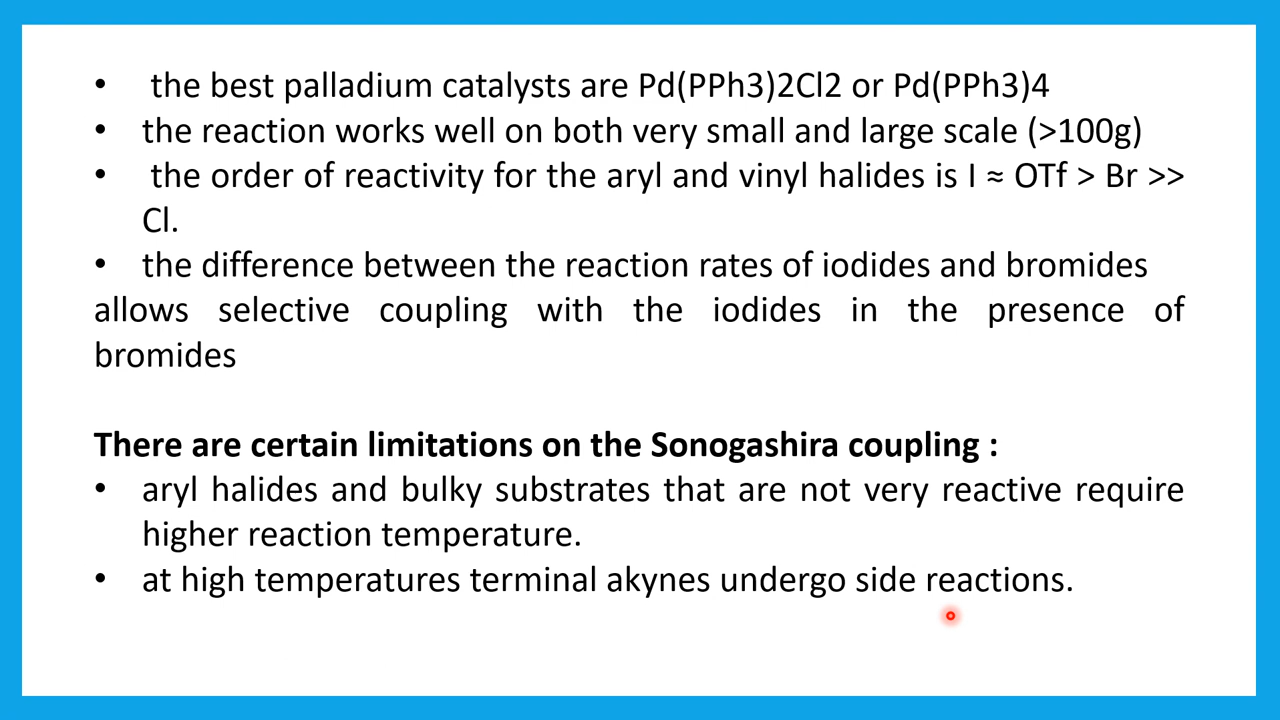 • the best palladium catalysts are Pd(PPh3)2Cl2 or Pd(PPh3)4
• the reaction works well on both very small and large scale (>100g)
• the order of reactivity for the aryl and vinyl halides is I ≈ OTf > Br >>
Cl.
• the difference between the reaction rates of iodides and bromides
allows selective coupling with the iodides in the presence of
bromides
There are certain limitations on the Sonogashira coupling :
• aryl halides and bulky substrates that are not very reactive require
higher reaction temperature.
• at high temperatures terminal akynes undergo side reactions.